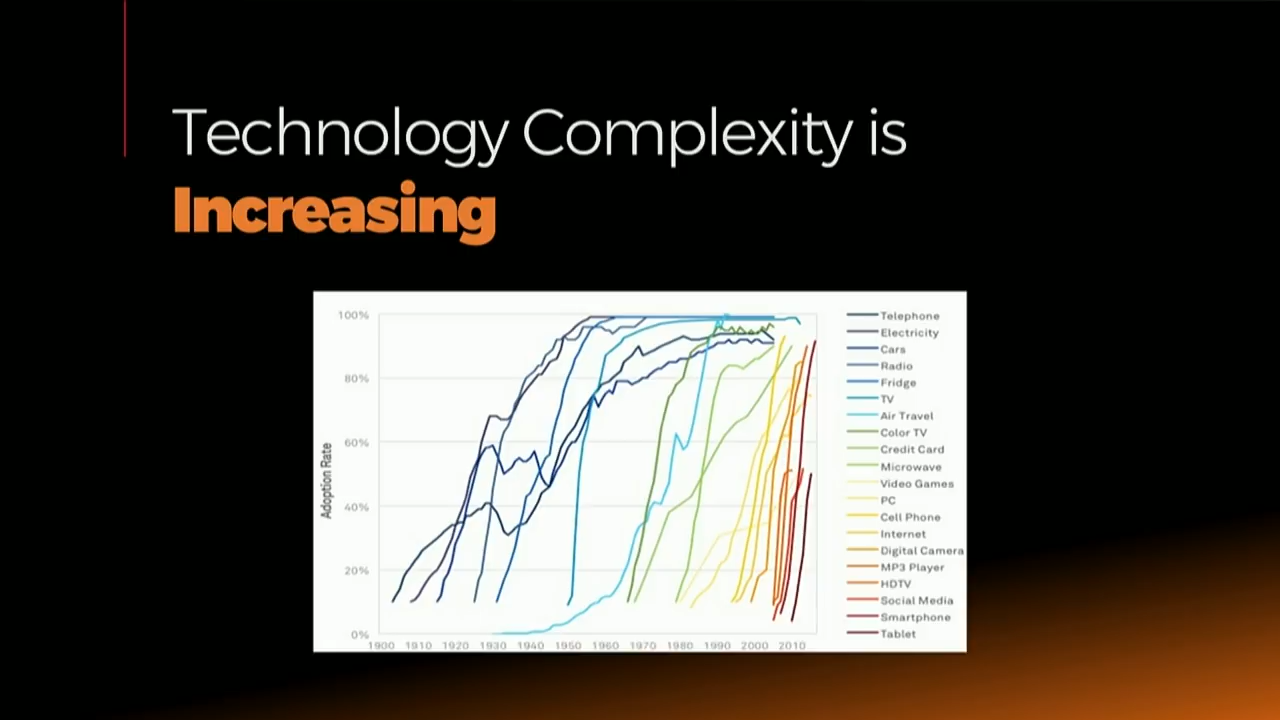 Technology Complexity is
Increasing
100%
80%
60%
40%
20%
0%
Adoption Rate
1900 1910 1920 1930 1940 1950 1960 1970 1980 1990 2000 2010
Telephone
Electricity
Cars
Radio
Fridge
TV
Air Travel
Color TV
Credit Card
Microwave
Video Games
PC
Cell Phone
Internet
Digital Camera
MP3 Player
HDTV
Social Media
Smartphone
Tablet